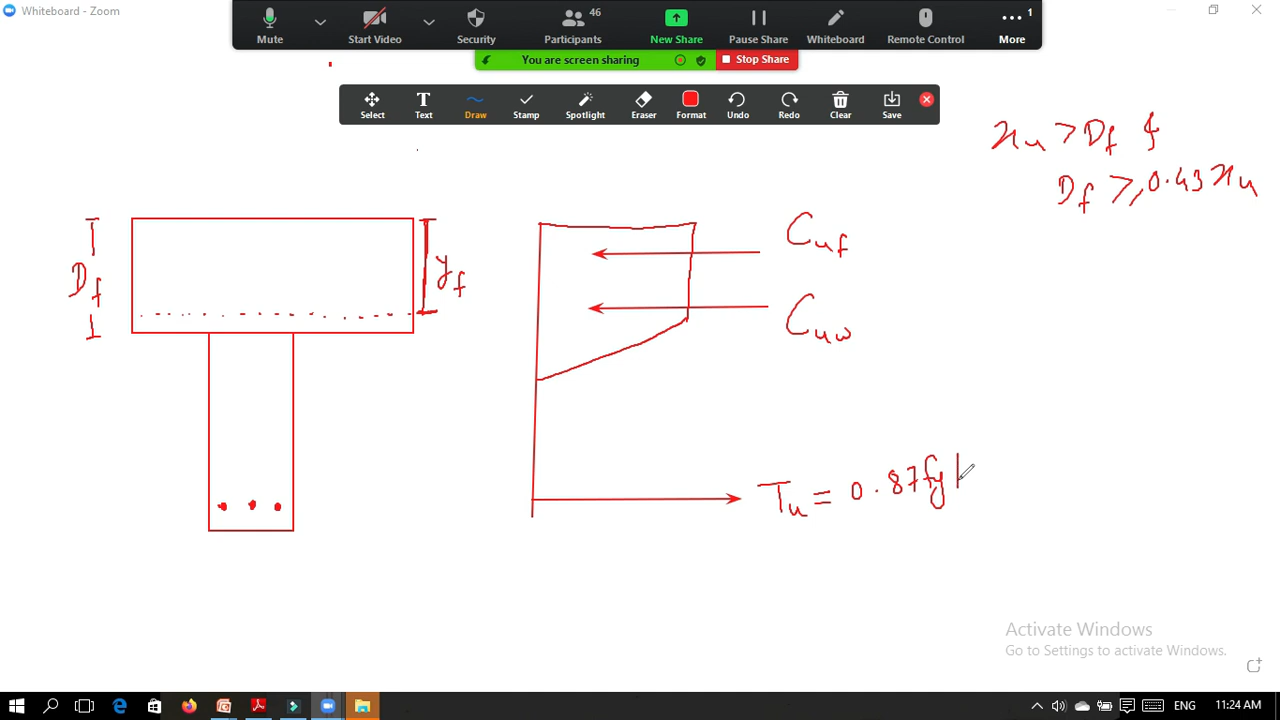 Whiteboard - Zoom
Mute
Start Video
Security
Participants
46
New Share
Pause Share
Whiteboard
Remote Control
More
1
You are screen sharing
Stop Share
Select
Text
Draw
Stamp
Spotlight
Eraser
Format
Undo
Redo
Clear
Save
xu > Df &
Df ≥ 0.43 xu
Df
yf
Cuf
Cuw
Tu = 0.87 fy
Activate Windows
Go to Settings to activate Windows.
ENG
11:24 AM